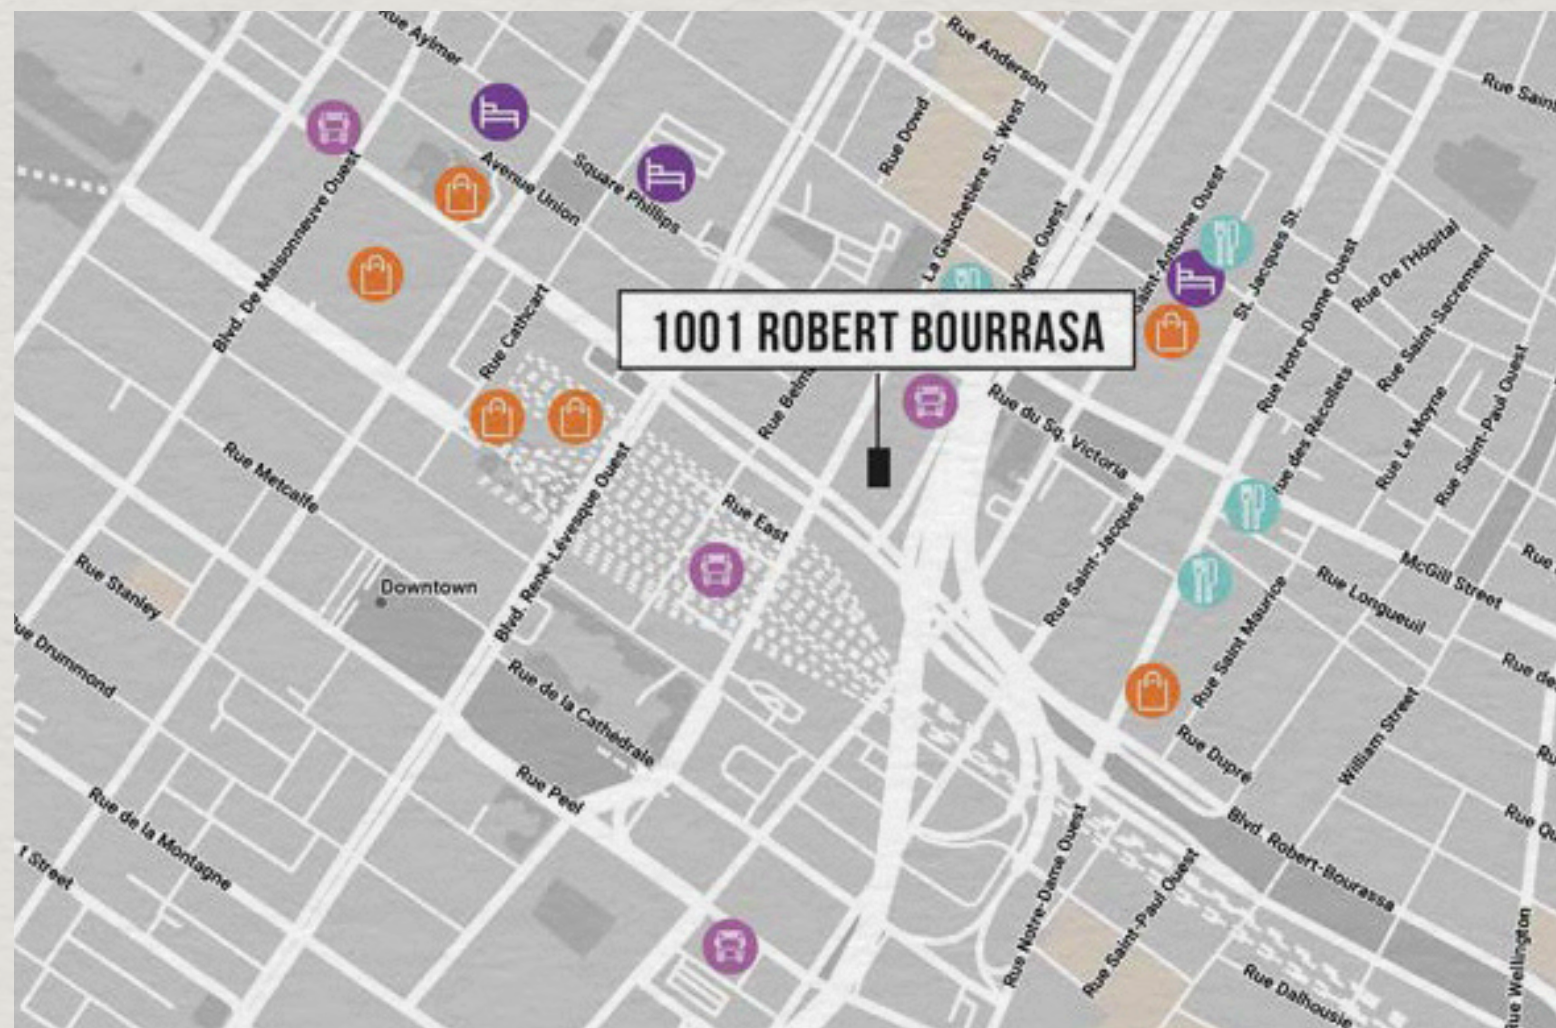 Rue Aylmer
Rue Anderson
Rue Dowd
La Gauchetière St. West
Avenue Union
Square Phillips
Blvd. De Maisonneuve Ouest
Viger Ouest
Saint-Antoine Ouest
St. Jacques St.
Rue De l'Hôpital
Rue Saint-Sacrement
Rue Notre-Dame Ouest
Rue Cathcart
1001 ROBERT BOURRASA
Rue du Sq. Victoria
Rue des Récollets
Rue Le Moyne
Rue Saint-Paul Ouest
Rue Metcalfe
Blvd. René-Lévesque Ouest
Rue East
Rue Saint-Jacques
McGill Street
Rue Stanley
Downtown
Rue Longueuil
Rue Saint Maurice
Rue Drummond
Rue de la Cathedrale
William Street
Rue Dupré
Rue Peel
Rue de la Montagne
Blvd. Robert-Bourassa
Rue Notre-Dame Ouest
Rue Saint-Paul Ouest
Rue Wellington
Rue Dalhousie